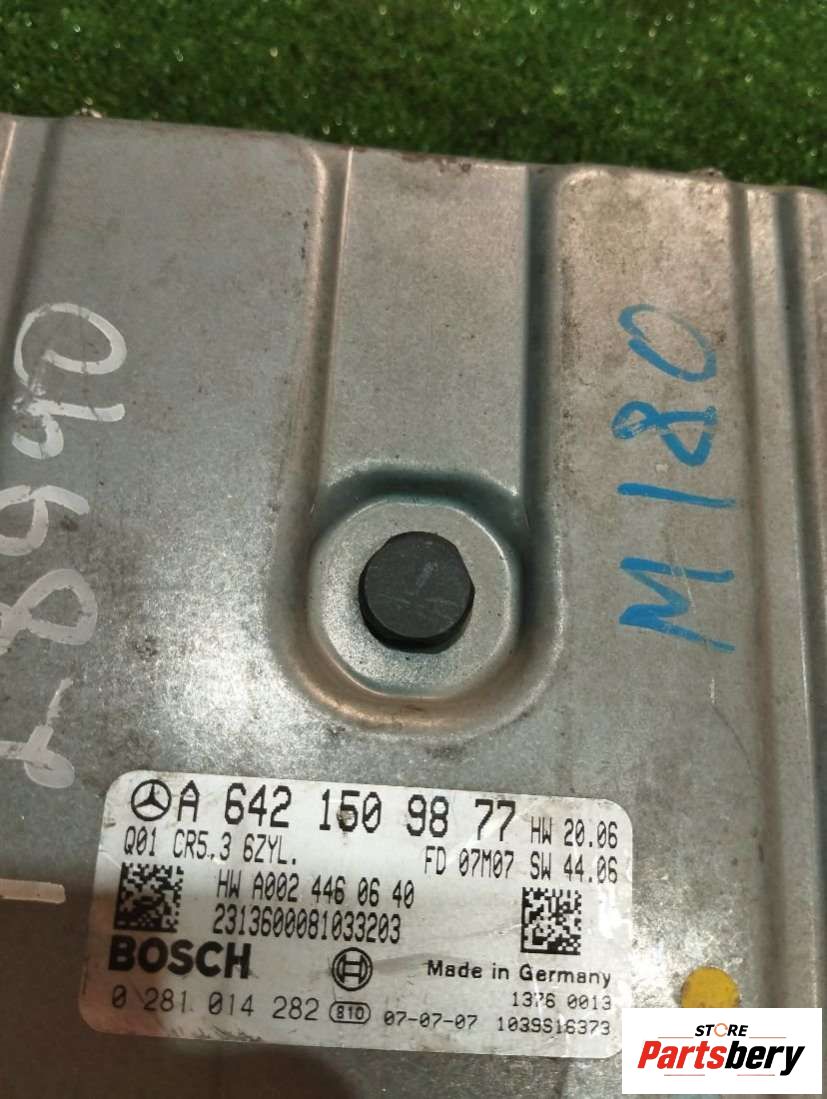 M180
A 642 150 98 77 HW 20.06
Q01 CR5.3 6ZYL. FD 07M07 SW 44.06
HW A002 446 06 40
2313600081033203
BOSCH Made in Germany
1376 0013
0 281 014 282 810 07-07-07 1039S16373
STORE
Partsbery